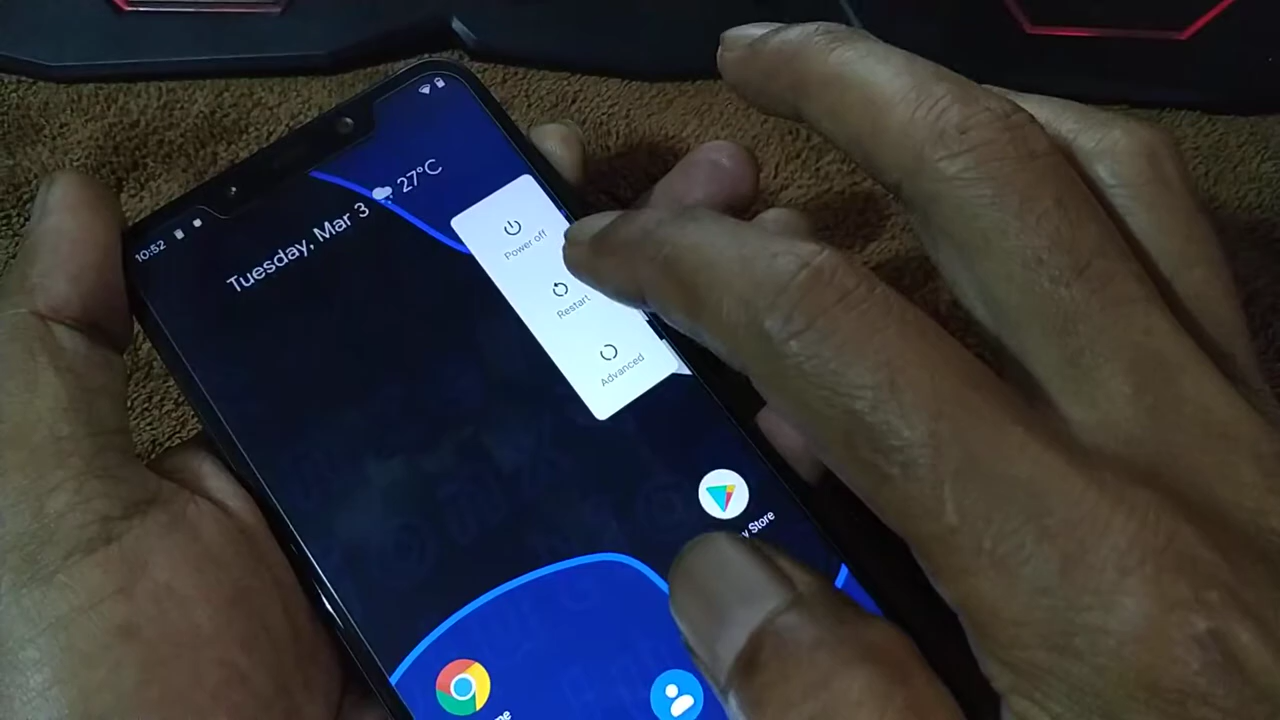 10:52
Tuesday, Mar 3 27°C
Power off
Restart
Advanced
Store